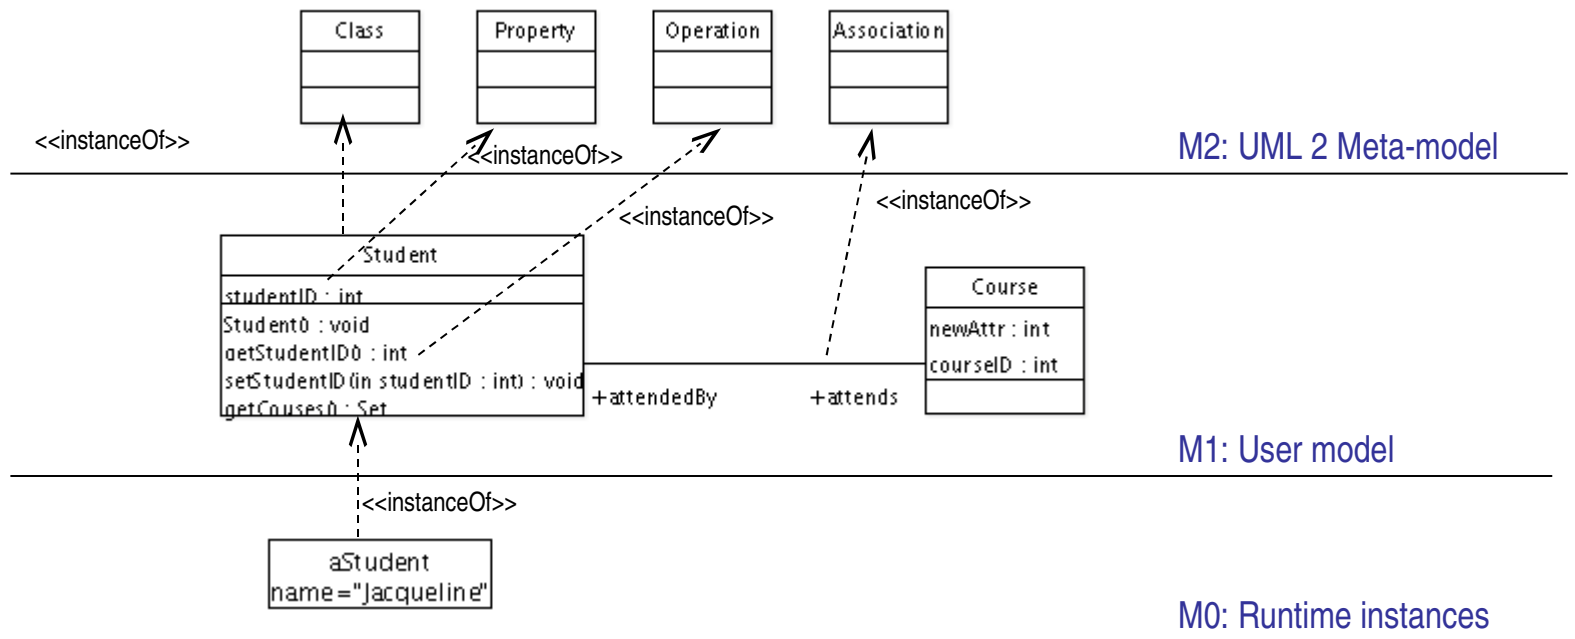 Class
Property
Operation
Association
<<instanceOf>>
<<instanceOf>>
M2: UML 2 Meta-model
<<instanceOf>>
<<instanceOf>>
Student
studentID : int
Student() : void
getStudentID() : int
setStudentID(in studentID : int) : void
getCouses() : Set
Course
newAttr : int
courseID : int
+attendedBy
+attends
M1: User model
<<instanceOf>>
aStudent
name="Jacqueline"
M0: Runtime instances